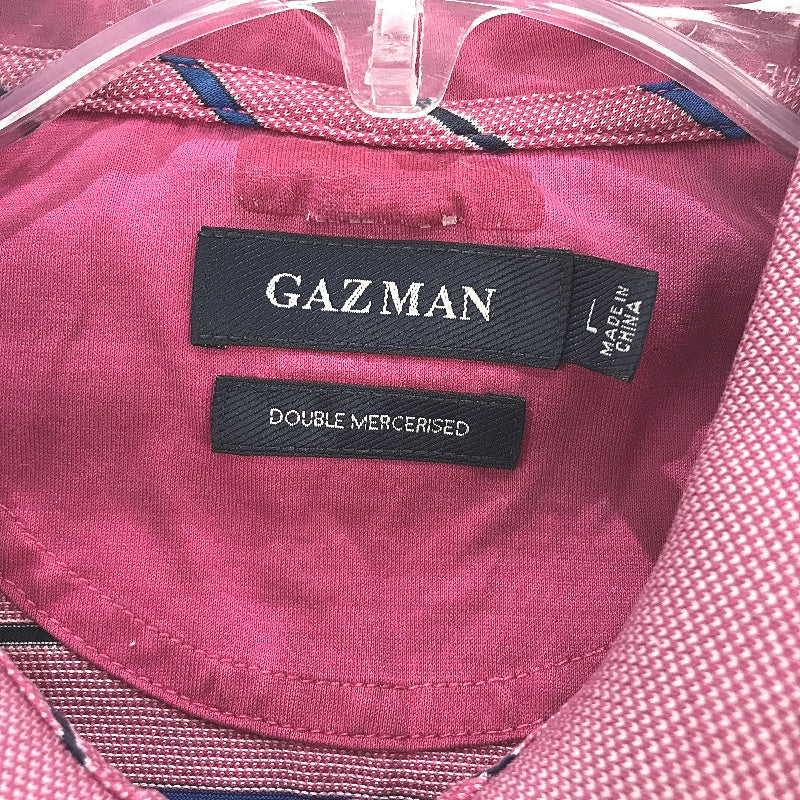 GAZMAN
L
MADE IN
CHINA
DOUBLE MERCERISED